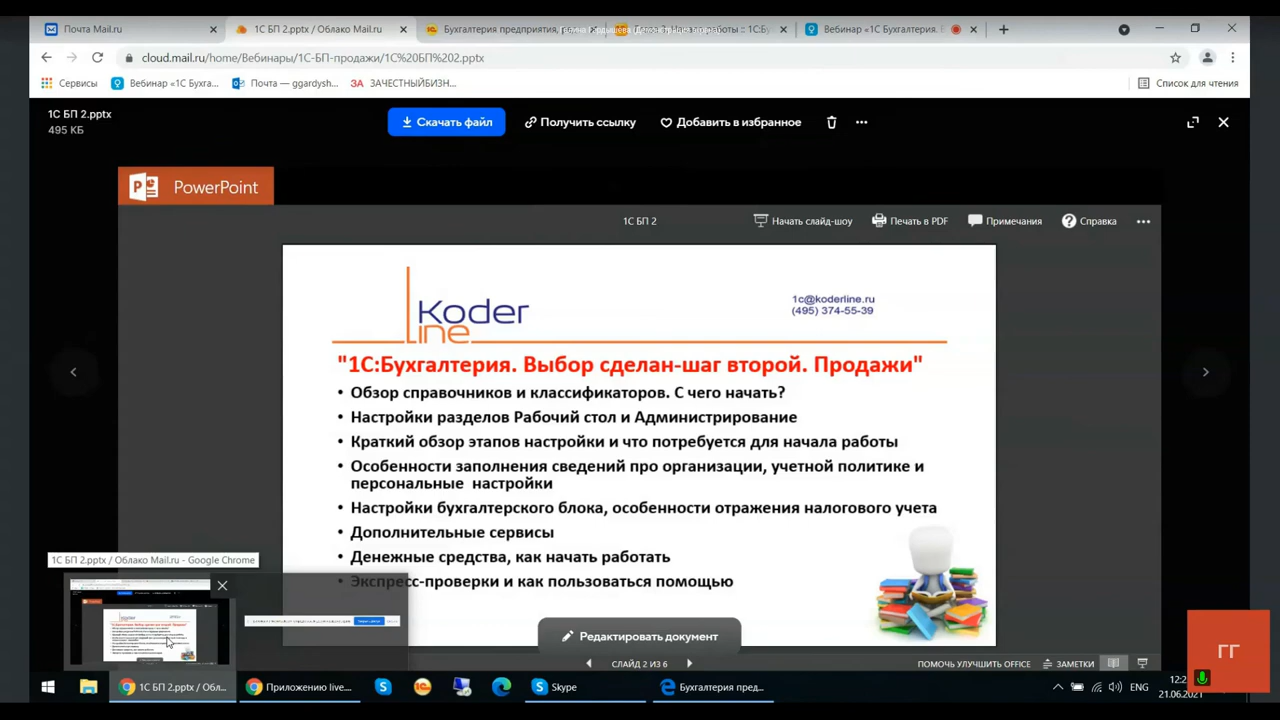 Почта Mail.ru
1С БП 2.pptx / Облако Mail.ru
Бухгалтерия предприятия,
Вебинар «1С Бухгалтерия. В
cloud.mail.ru/home/Вебинары/1С-БП-продажи/1С%20БП%202.pptx
Сервисы
Вебинар «1С Бухга...
Почта — ggardysh...
ЗАЧЕСТНЫЙБИЗН...
Список для чтения
1С БП 2.pptx
495 КБ
Скачать файл
Получить ссылку
Добавить в избранное
PowerPoint
1С БП 2
Начать слайд-шоу
Печать в PDF
Примечания
Справка
Koder
line
1c@koderline.ru
(495) 374-55-39
"1С:Бухгалтерия. Выбор сделан-шаг второй. Продажи"
• Обзор справочников и классификаторов. С чего начать?
• Настройки разделов Рабочий стол и Администрирование
• Краткий обзор этапов настройки и что потребуется для начала работы
• Особенности заполнения сведений про организации, учетной политике и
персональные настройки
• Настройки бухгалтерского блока, особенности отражения налогового учета
• Дополнительные сервисы
• Денежные средства, как начать работать
• Экспресс-проверки и как пользоваться помощью
1С БП 2.pptx / Облако Mail.ru - Google Chrome
Редактировать документ
СЛАЙД 2 ИЗ 6
ПОМОЧЬ УЛУЧШИТЬ OFFICE
ЗАМЕТКИ
ГГ
1С БП 2.pptx / Обл...
Приложению live....
Skype
Бухгалтерия пред...
ENG
12:2
21.06.2021